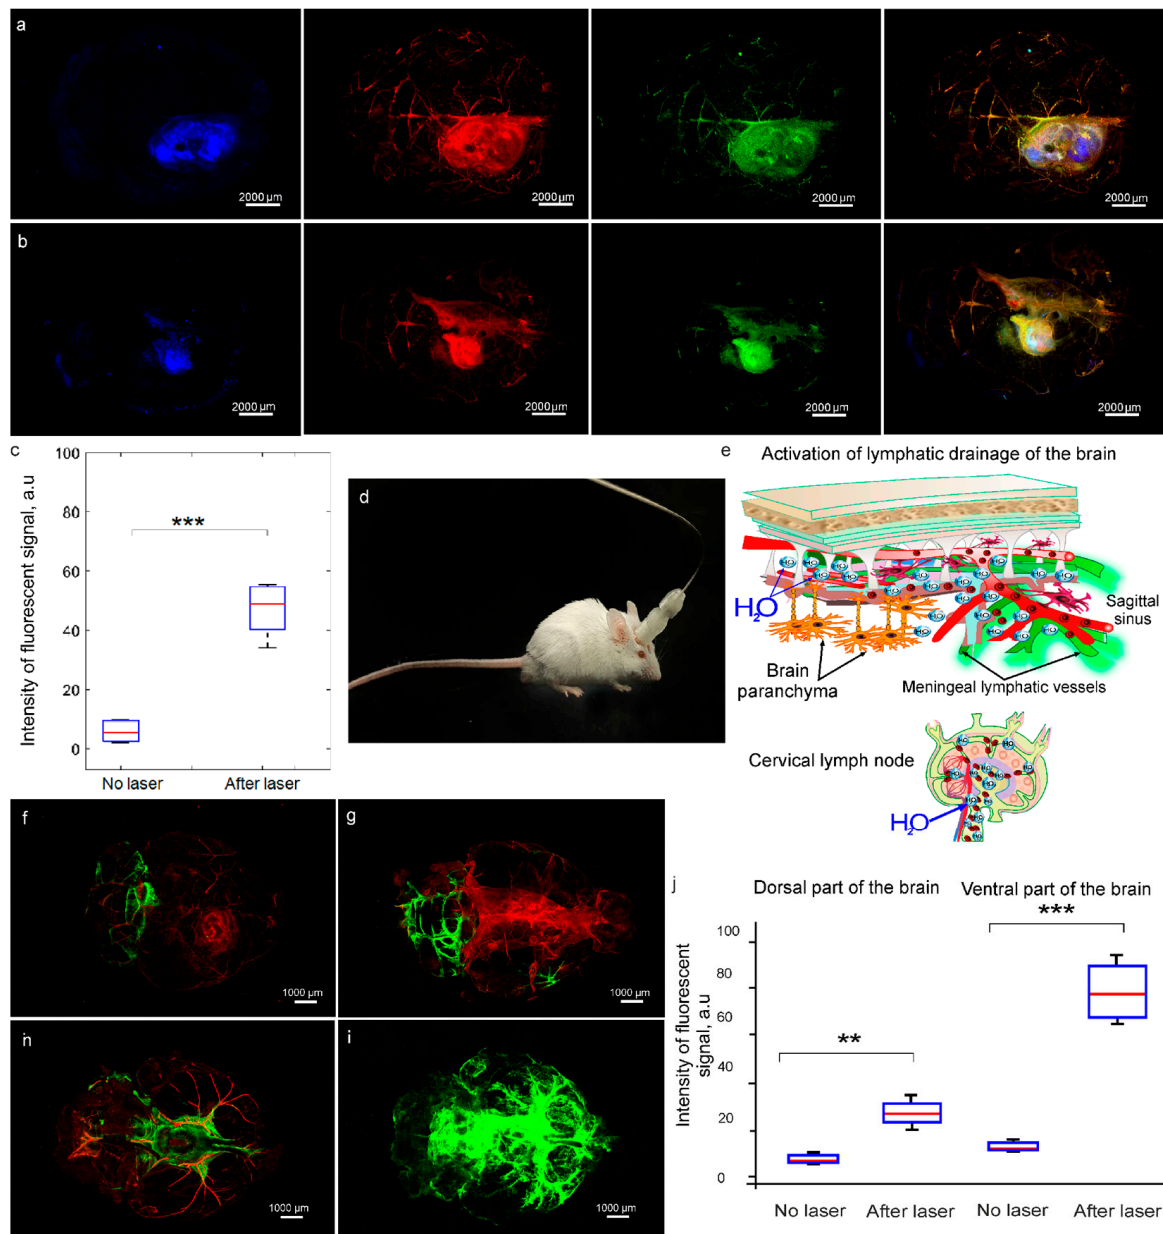 a
2000 µm
2000 µm
2000 µm
2000 µm
b
2000 µm
2000 µm
2000 µm
2000 µm
c
100
80
60
40
20
0
Intensity of fluorescent signal, a.u
***
No laser
After laser
d
e
Activation of lymphatic drainage of the brain
H₂O
Sagittal
sinus
Brain
paranchyma
Meningeal lymphatic vessels
Cervical lymph node
H₂O
f
1000 µm
g
1000 µm
h
1000 µm
i
1000 µm
j
Dorsal part of the brain
Ventral part of the brain
Intensity of fluorescent
signal, a.u
100
80
60
40
20
0
**
***
No laser
After laser
No laser
After laser